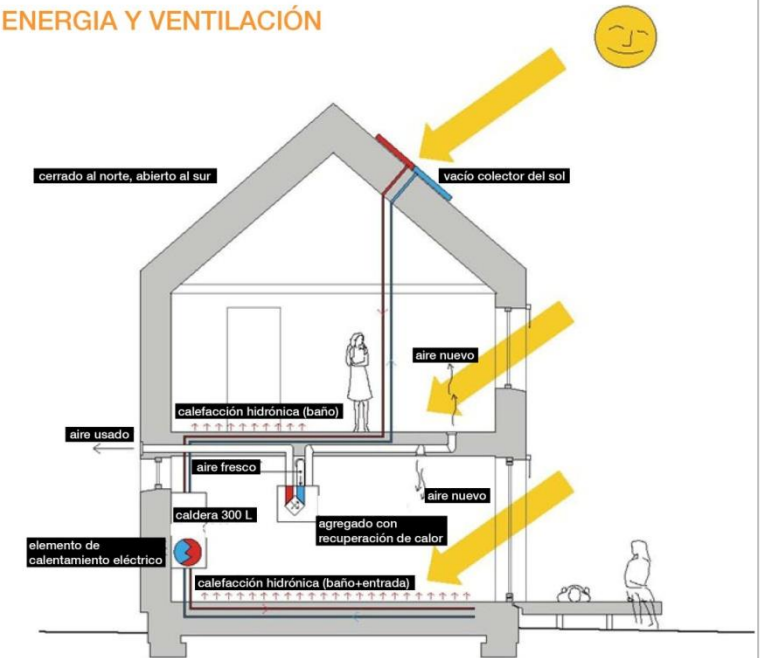 ENERGIA Y VENTILACIÓN
cerrado al norte, abierto al sur
vacío colector del sol
aire nuevo
calefacción hidrónica (baño)
aire usado
aire fresco
aire nuevo
caldera 300 L
agregado con
recuperación de calor
elemento de
calentamiento eléctrico
calefacción hidrónica (baño+entrada)